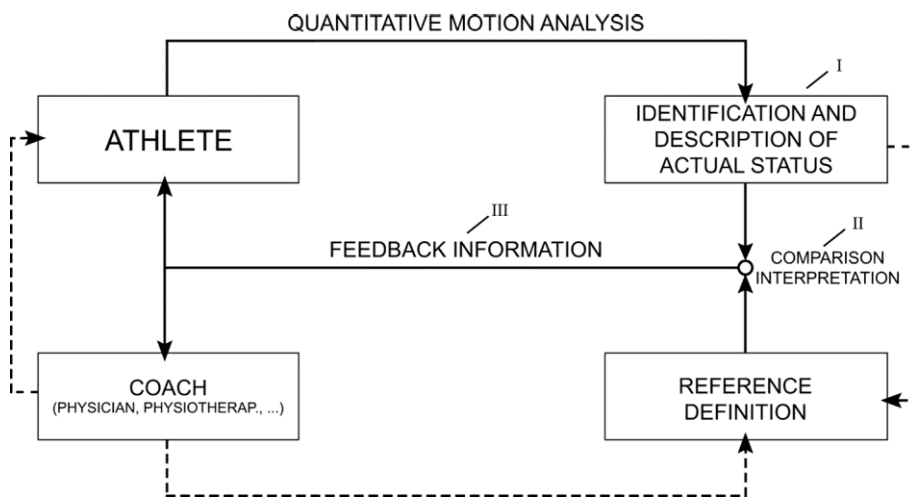 QUANTITATIVE MOTION ANALYSIS
I
ATHLETE
IDENTIFICATION AND
DESCRIPTION OF
ACTUAL STATUS
III
II
FEEDBACK INFORMATION
COMPARISON
INTERPRETATION
COACH
(PHYSICIAN, PHYSIOTHERAP., ...)
REFERENCE
DEFINITION